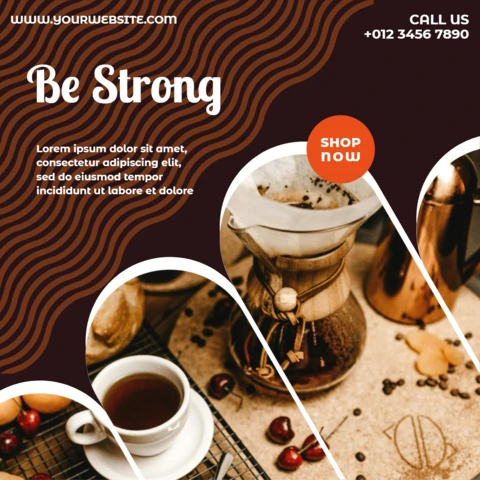 WWW.YOURWEBSITE.COM
CALL US
+012 3456 7890
Be Strong
Lorem ipsum dolor sit amet,
consectetur adipiscing elit,
sed do eiusmod tempor
incididunt ut labore et dolore
SHOP
now